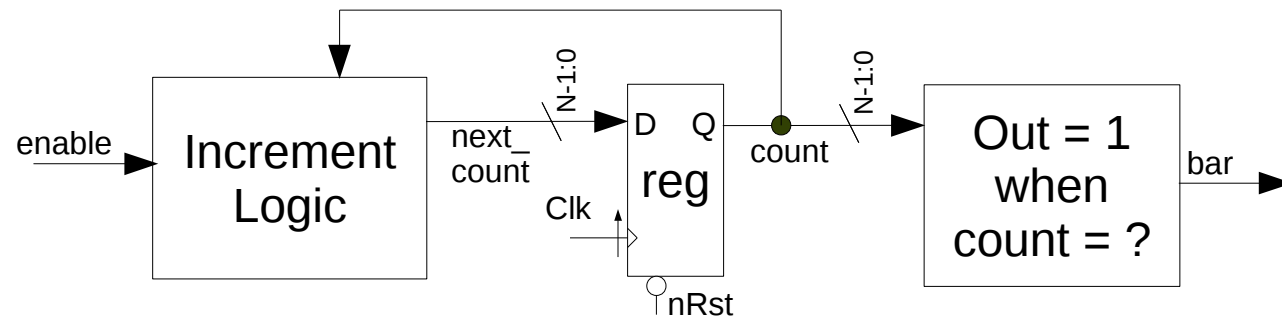 enable
Increment
Logic
next_
count
N-1:0
D Q
reg
Clk
nRst
count
N-1:0
Out = 1
when
count = ?
bar